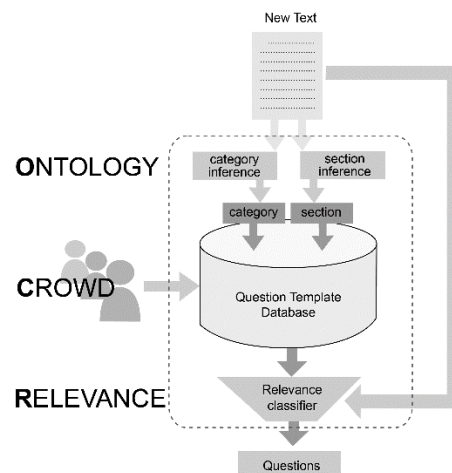 New Text
ONTOLOGY
category
inference
section
inference
category
section
CROWD
Question Template
Database
RELEVANCE
Relevance
classifier
Questions